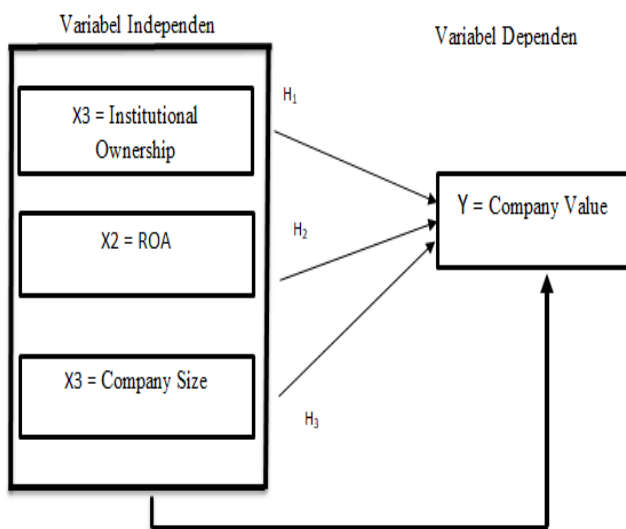 Variabel Independen
Variabel Dependen
X3 = Institutional
Ownership
H1
Y = Company Value
X2 = ROA
H2
X3 = Company Size
H3